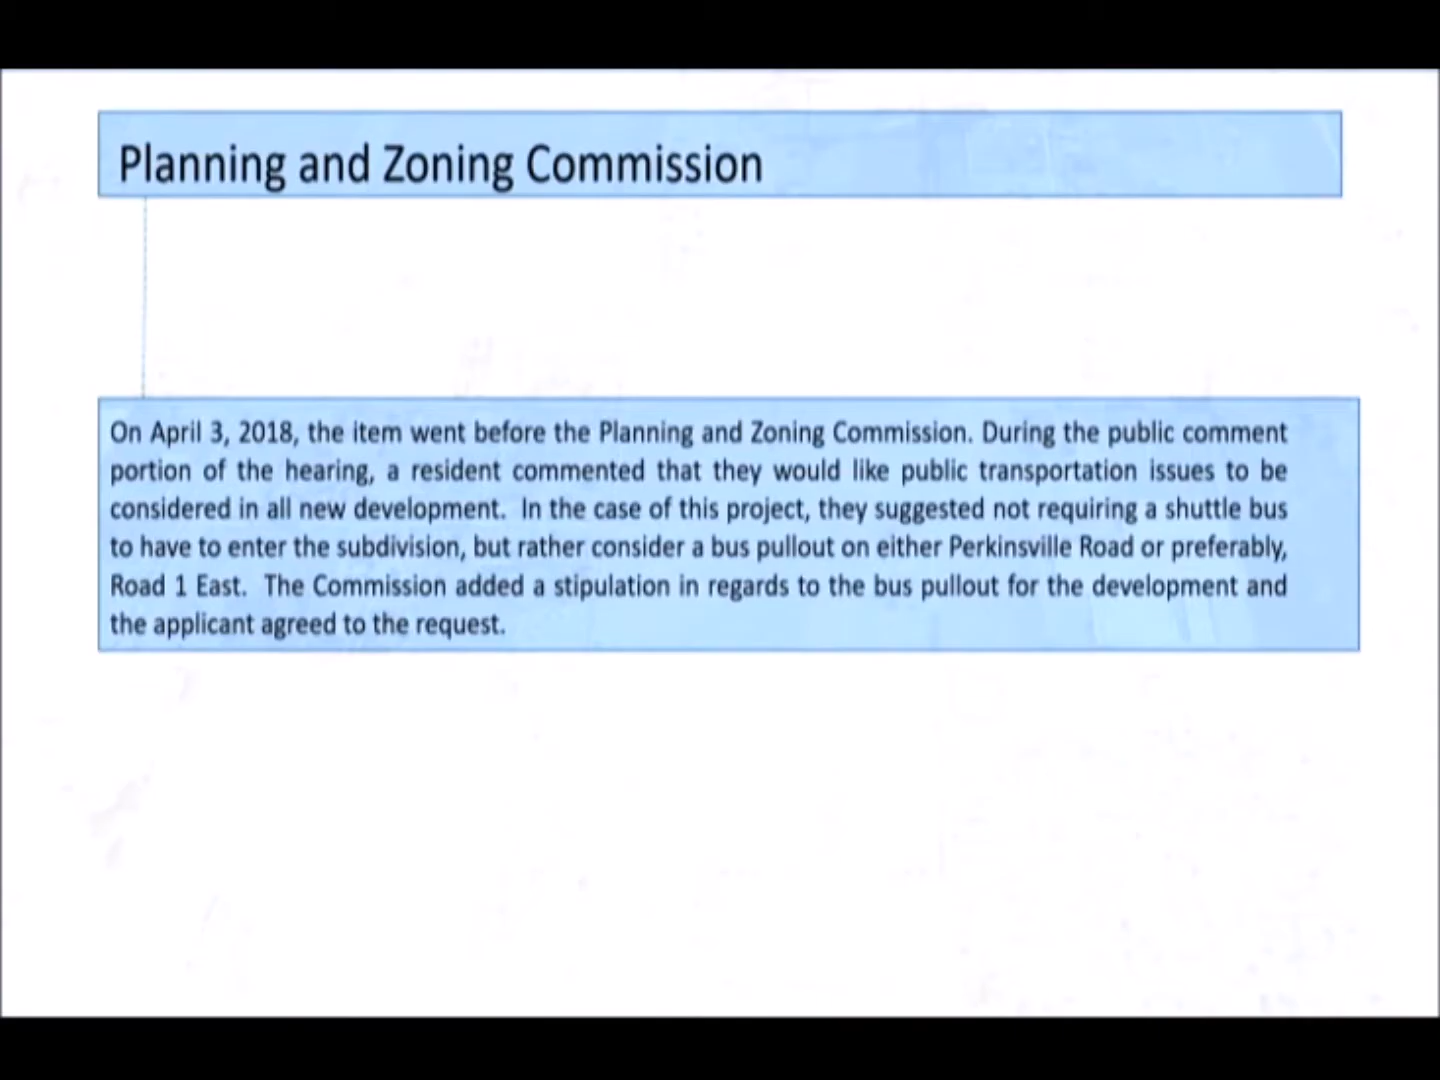 Planning and Zoning Commission
On April 3, 2018, the item went before the Planning and Zoning Commission. During the public comment
portion of the hearing, a resident commented that they would like public transportation issues to be
considered in all new development.  In the case of this project, they suggested not requiring a shuttle bus
to have to enter the subdivision, but rather consider a bus pullout on either Perkinsville Road or preferably,
Road 1 East.  The Commission added a stipulation in regards to the bus pullout for the development and
the applicant agreed to the request.